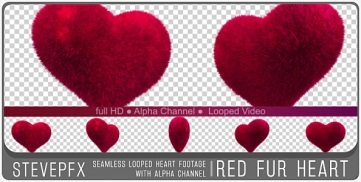 full HD ● Alpha Channel ● Looped Video
STEVEPFX
SEAMLESS LOOPED HEART FOOTAGE
WITH ALPHA CHANNEL
RED FUR HEART